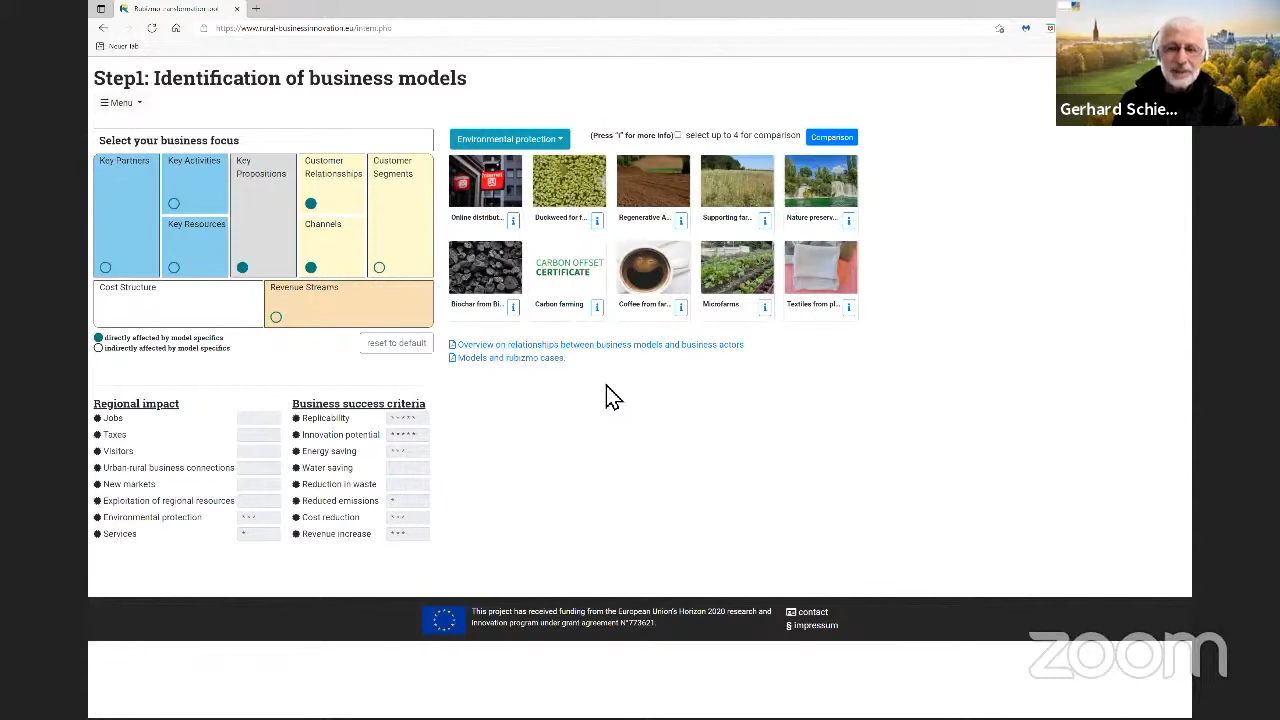 Rubizmo transformation tool
https://www.rural-businessinnovation.eu/intern.php
Neuer Tab
Gerhard Schie...
Step1: Identification of business models
Menu
Select your business focus
Key Partners
Key Activities
Key Propositions
Customer Relationships
Customer Segments
Key Resources
Channels
Cost Structure
Revenue Streams
directly affected by model specifics
indirectly affected by model specifics
reset to default
Environmental protection
(Press "i" for more info) select up to 4 for comparison
Comparison
Internet
Online distribut... i
Duckweed for f... i
Regenerative A... i
Supporting far... i
Nature preserv... i
CARBON OFFSET
CERTIFICATE
Biochar from Bi... i
Carbon farming i
Coffee from far... i
Microfarms i
Textiles from pl... i
Overview on relationships between business models and business actors
Models and rubizmo cases.
Regional impact
Jobs
Taxes
Visitors
Urban-rural business connections
New markets
Exploitation of regional resources
Environmental protection ***
Services *
Business success criteria
Replicability *****
Innovation potential *****
Energy saving ***
Water saving
Reduction in waste
Reduced emissions *
Cost reduction ***
Revenue increase ***
This project has received funding from the European Union's Horizon 2020 research and
innovation program under grant agreement N°773621.
contact
§ impressum
zoom